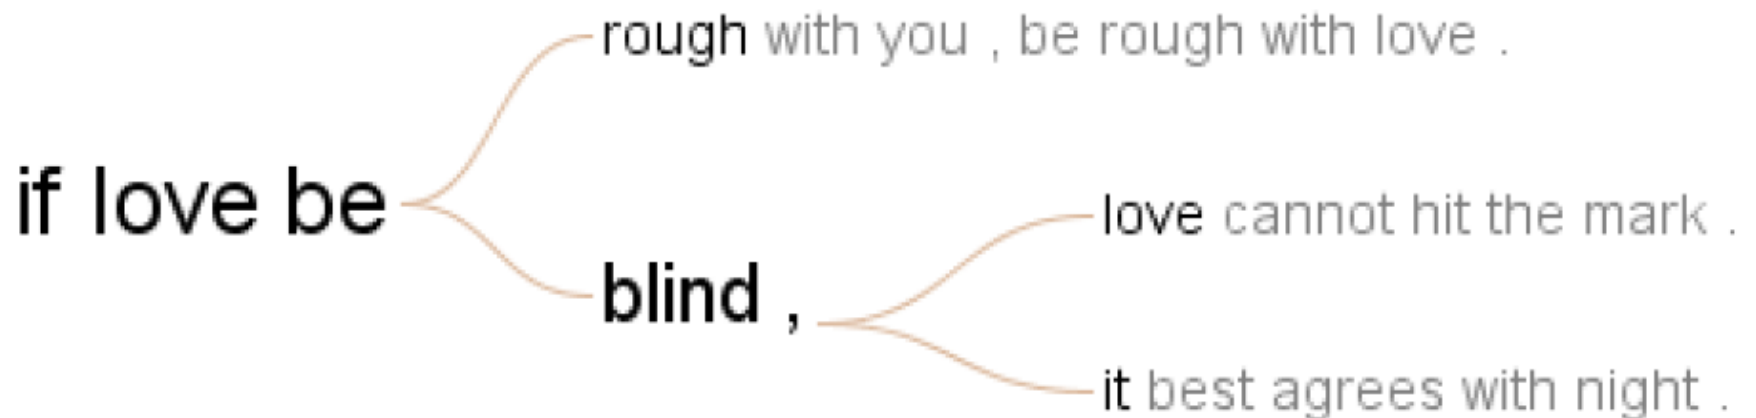 rough with you , be rough with love .
if love be
love cannot hit the mark .
blind ,
it best agrees with night .